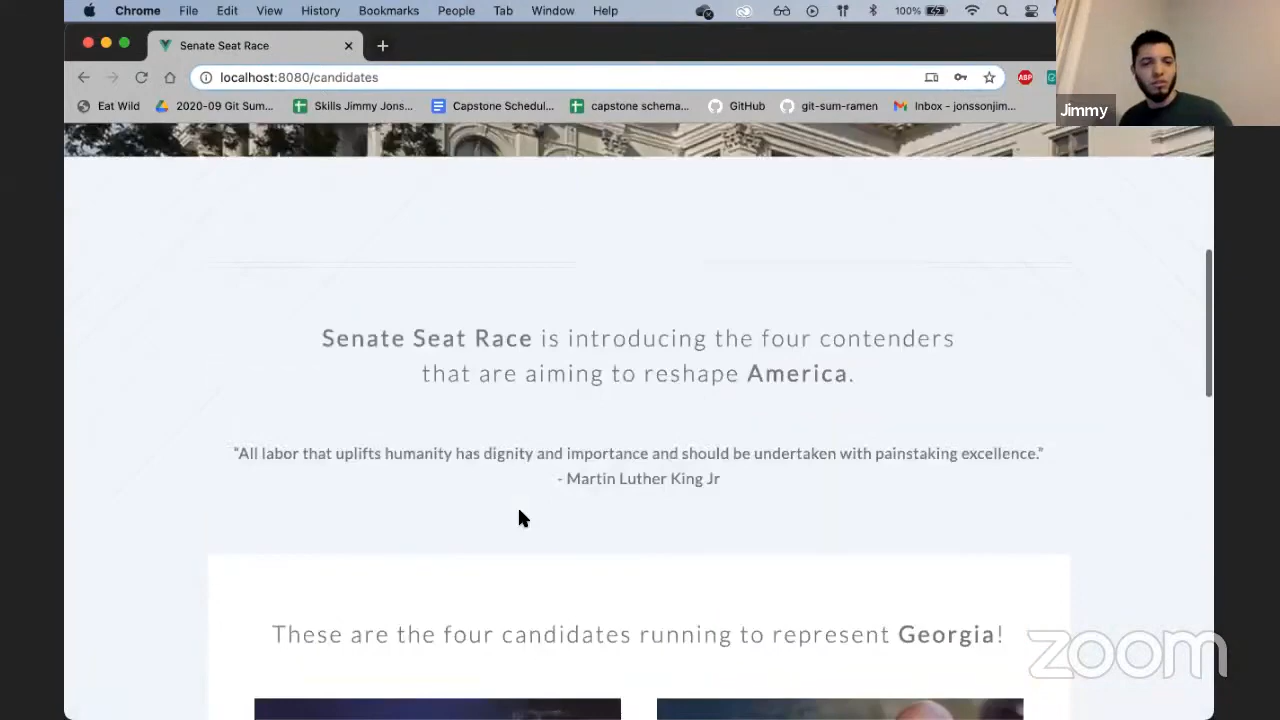 Chrome File Edit View History Bookmarks People Tab Window Help 100%
Senate Seat Race
localhost:8080/candidates
ABP
Eat Wild 2020-09 Git Sum... Skills Jimmy Jons... Capstone Schedul... capstone schema... GitHub git-sum-ramen Inbox - jonssonjim...
Jimmy
Senate Seat Race is introducing the four contenders
that are aiming to reshape America.
“All labor that uplifts humanity has dignity and importance and should be undertaken with painstaking excellence.”
- Martin Luther King Jr
These are the four candidates running to represent Georgia!
zoom